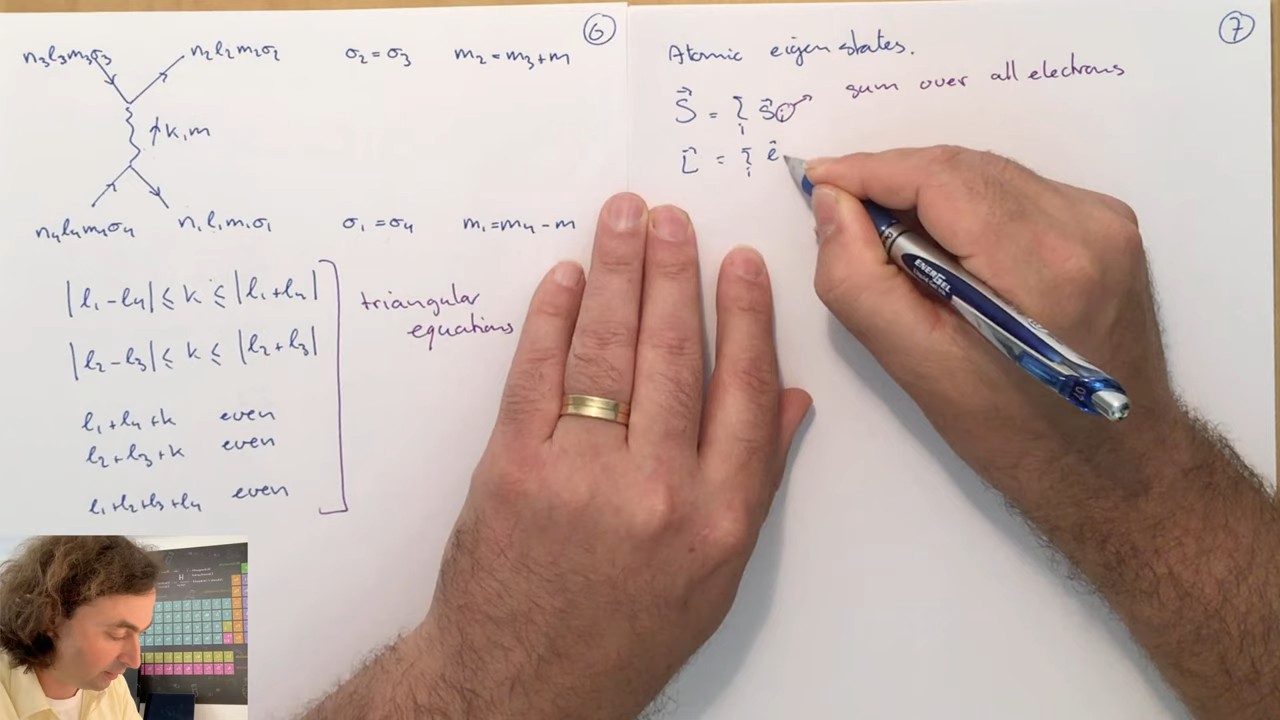 6
n₃l₃m₃σ₃ n₂l₂m₂σ₂ σ₂ = σ₃ m₂ = m₃ + m
k, m
n₄l₄m₄σ₄ n₁l₁m₁σ₁ σ₁ = σ₄ m₁ = m₄ - m
|l₁ - l₄| ≤ k ≤ |l₁ + l₄|
|l₂ - l₃| ≤ k ≤ |l₂ + l₃|
triangular
equations
l₁ + l₄ + k even
l₂ + l₃ + k even
l₁ + l₂ + l₃ + l₄ even
7
Atomic eigenstates.
S⃗ = Σᵢ s⃗ᵢ → sum over all electrons
L⃗ = Σᵢ l⃗
ENERGEL